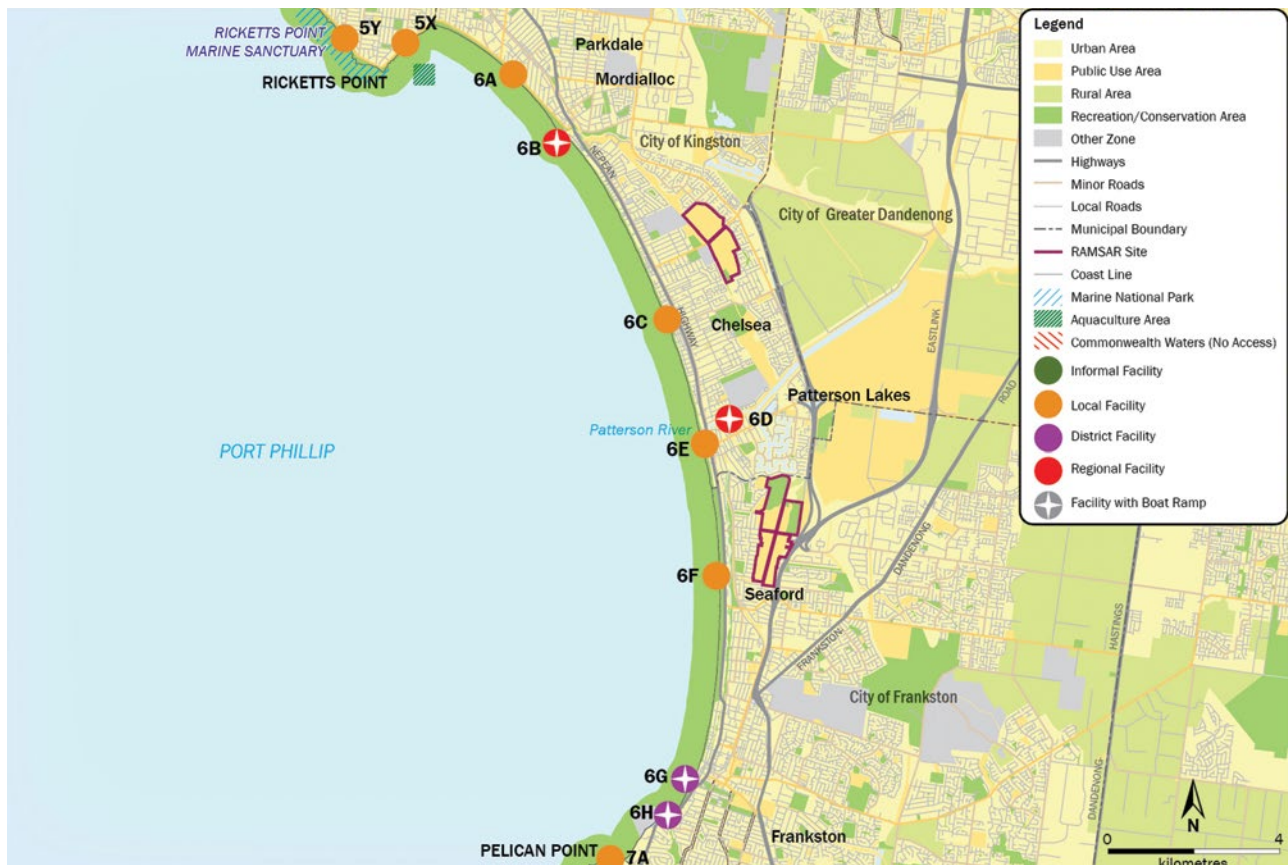 RICKETTS POINT
MARINE SANCTUARY
5Y
5X
RICKETTS POINT
6A
Parkdale
Mordialloc
6B
NEPEAN
City of Kingston
City of Greater Dandenong
6C
HIGHWAY
Chelsea
EASTLINK
ROAD
Patterson Lakes
6D
Patterson River
6E
PORT PHILLIP
DANDENONG
6F
Seaford
FRANKSTON
HASTINGS
City of Frankston
6G
6H
DANDENONG
PELICAN POINT
7A
Frankston
N
0
4
kilometres
Legend
Urban Area
Public Use Area
Rural Area
Recreation/Conservation Area
Other Zone
Highways
Minor Roads
Local Roads
Municipal Boundary
RAMSAR Site
Coast Line
Marine National Park
Aquaculture Area
Commonwealth Waters (No Access)
Informal Facility
Local Facility
District Facility
Regional Facility
Facility with Boat Ramp